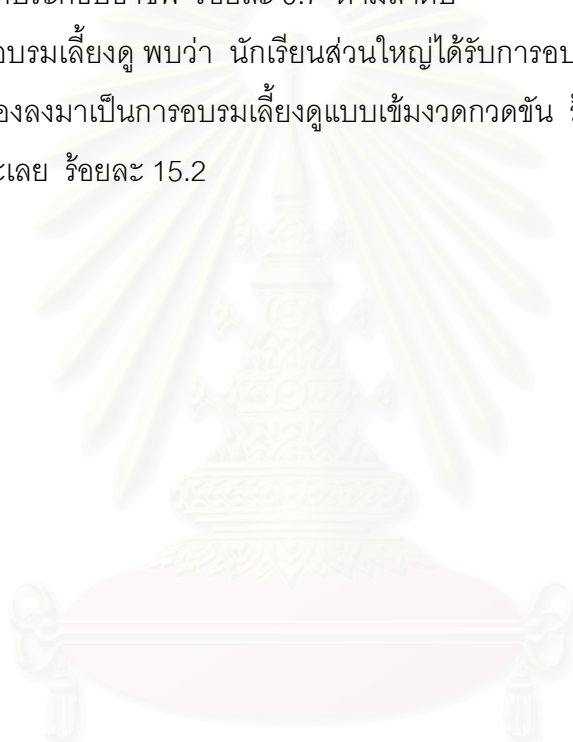 ร้อยละ 6.7 ตามลำดับ
อบรมเลี้ยงดู พบว่า นักเรียนส่วนใหญ่ได้รับการอบ
องลงมาเป็นการอบรมเลี้ยงดูแบบเข้มงวดกวดขัน
ะเลย ร้อยละ 15.2